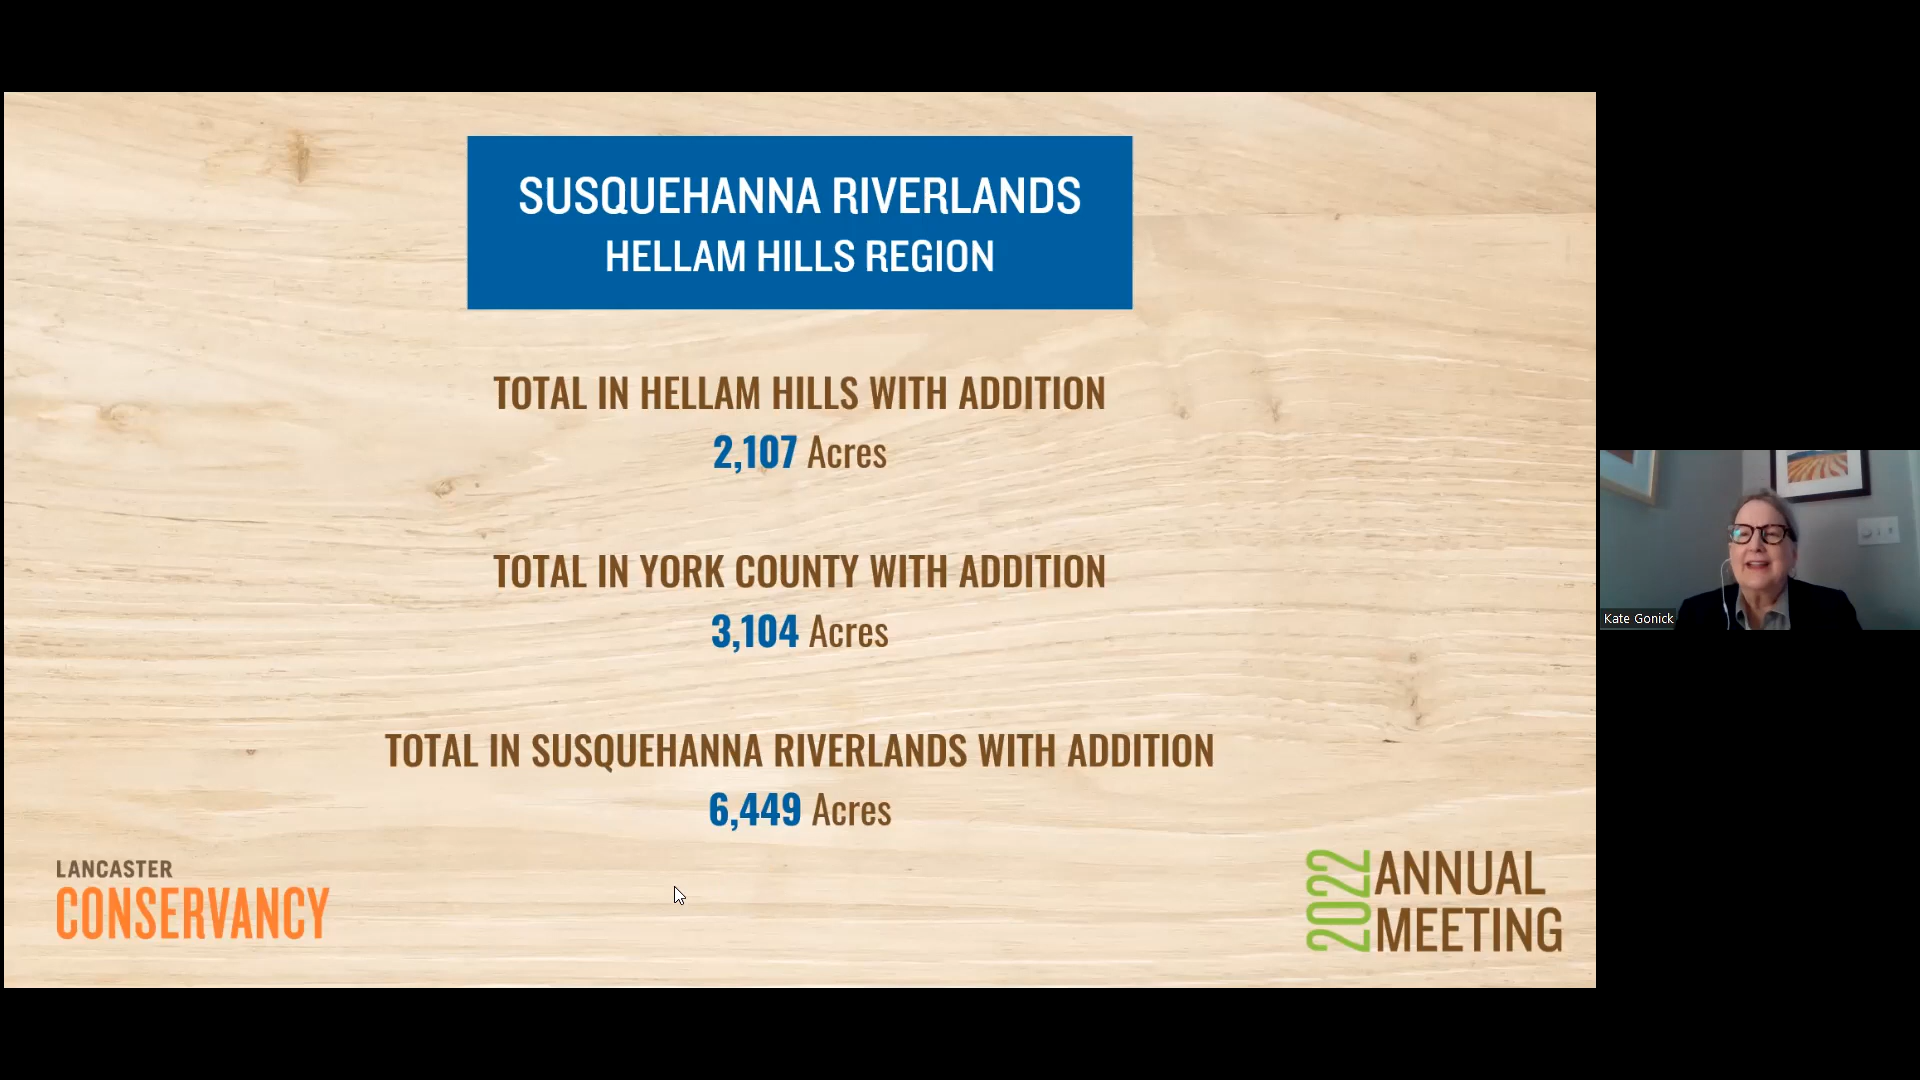 SUSQUEHANNA RIVERLANDS
HELLAM HILLS REGION
TOTAL IN HELLAM HILLS WITH ADDITION
2,107 Acres
TOTAL IN YORK COUNTY WITH ADDITION
3,104 Acres
TOTAL IN SUSQUEHANNA RIVERLANDS WITH ADDITION
6,449 Acres
LANCASTER
CONSERVANCY
2022
ANNUAL
MEETING
Kate Gonick